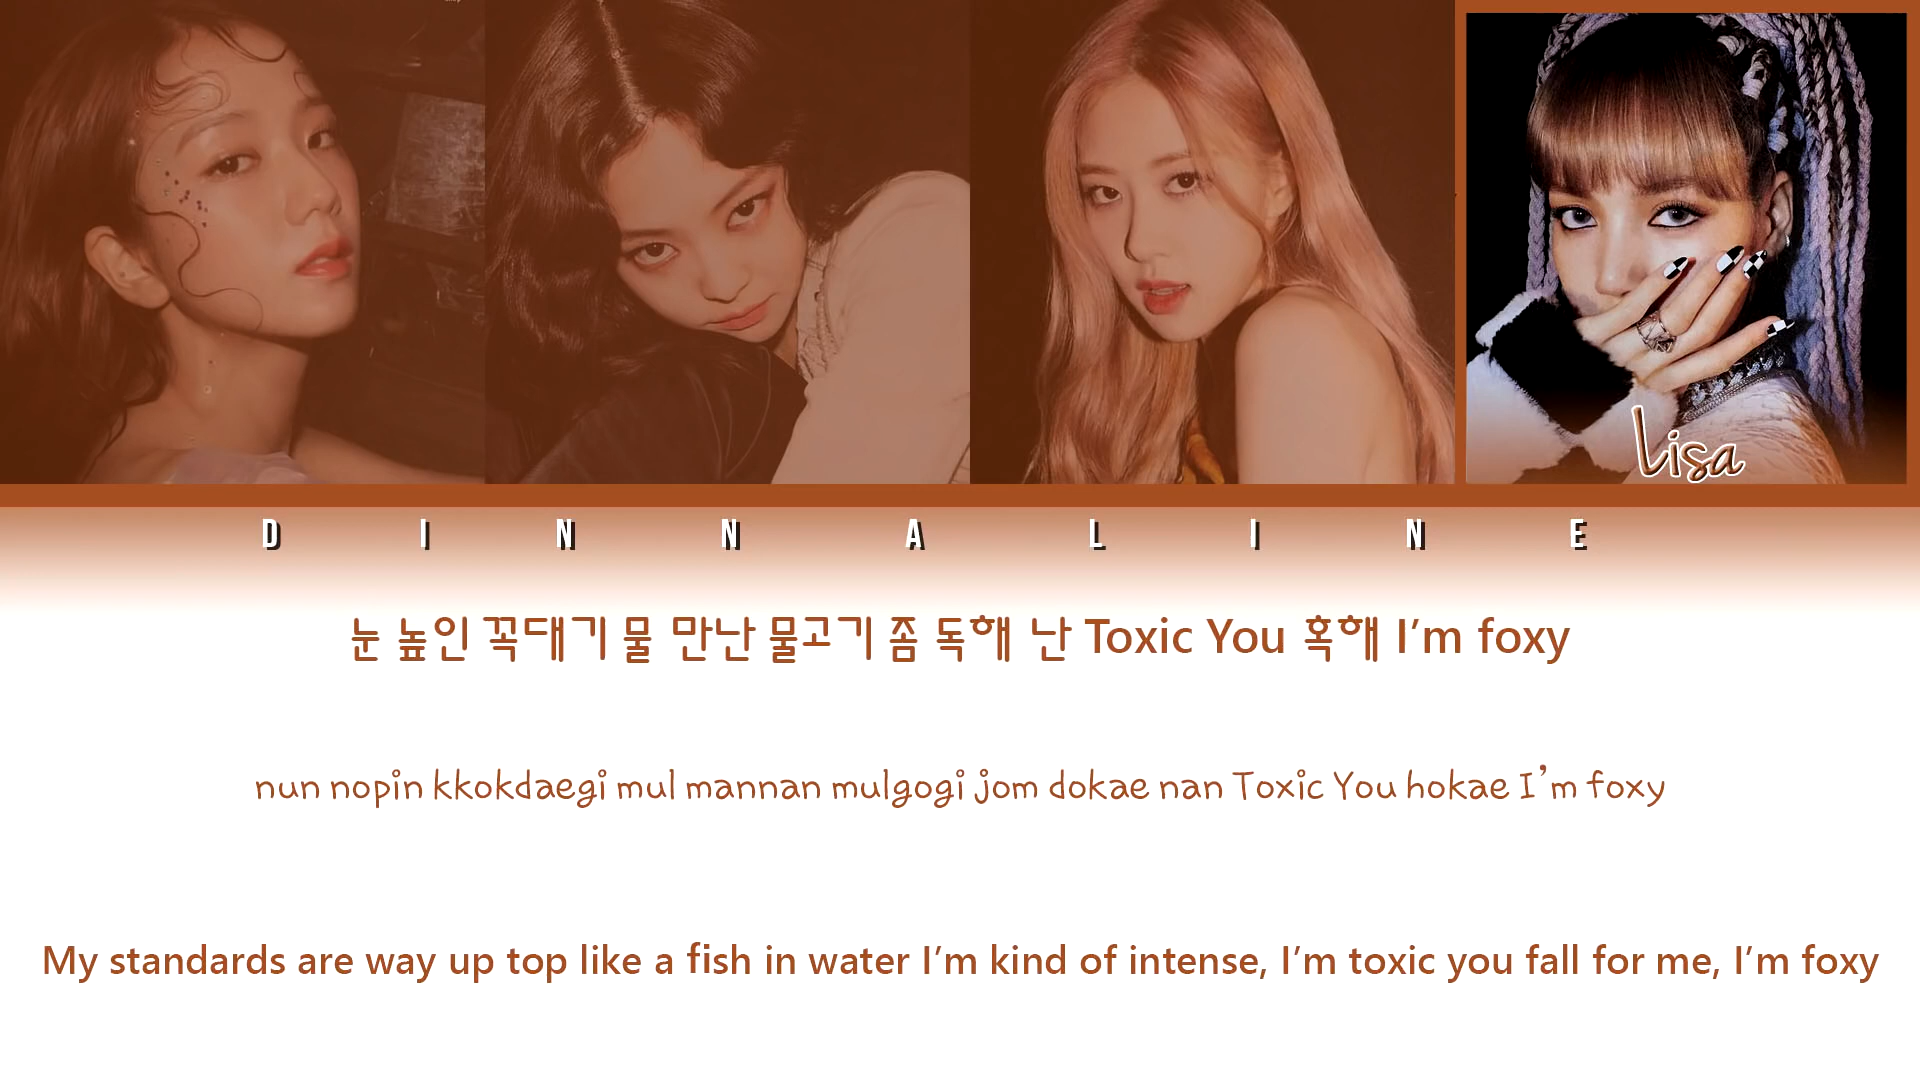 Lisa
D I N N A L I N E
눈 높인 꼭대기 물 만난 물고기 좀 독해 난 Toxic You 혹해 I’m foxy
nun nopin kkokdaegi mul mannan mulgogi jom dokae nan Toxic You hokae I’m foxy
My standards are way up top like a fish in water I’m kind of intense, I’m toxic you fall for me, I’m foxy